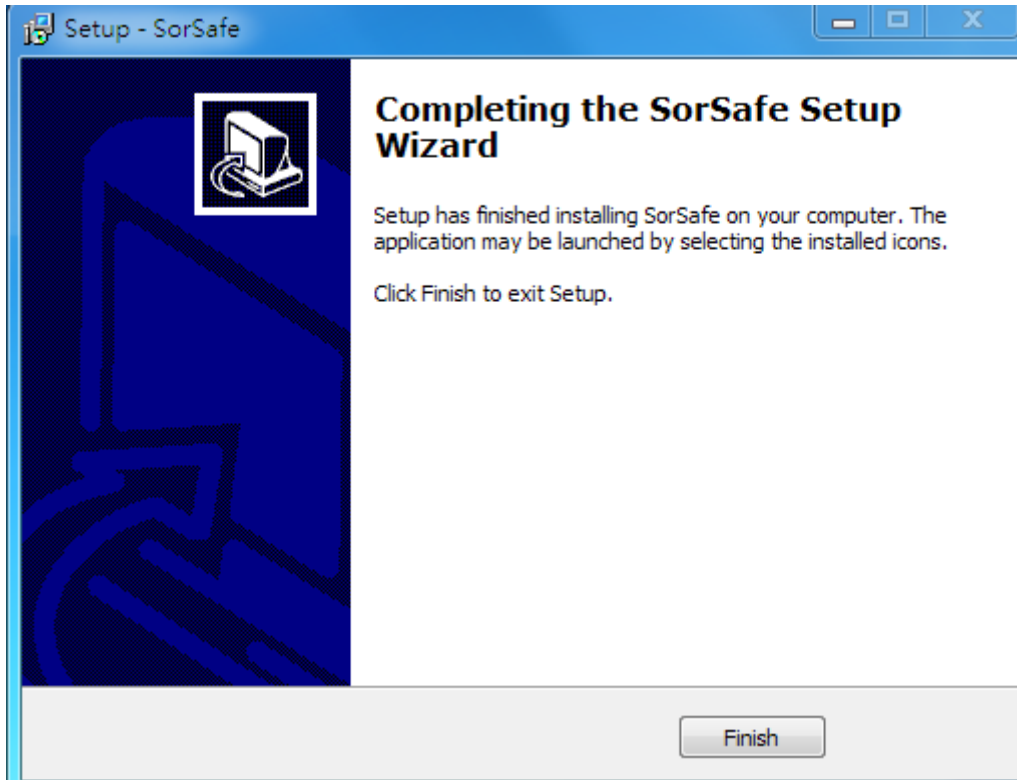 Setup - SorSafe
Completing the SorSafe Setup
Wizard
Setup has finished installing SorSafe on your computer. The
application may be launched by selecting the installed icons.
Click Finish to exit Setup.
Finish